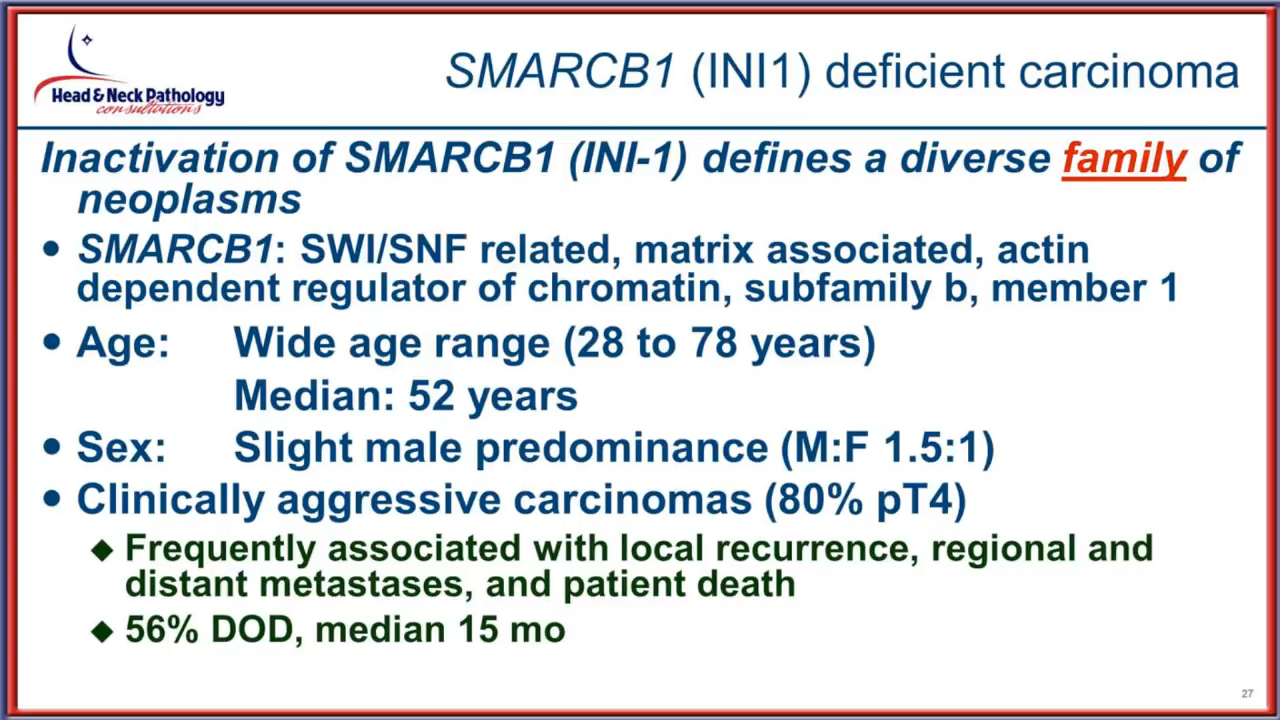 Head & Neck Pathology
consultations
SMARCB1 (INI1) deficient carcinoma
Inactivation of SMARCB1 (INI-1) defines a diverse family of
neoplasms
• SMARCB1: SWI/SNF related, matrix associated, actin
dependent regulator of chromatin, subfamily b, member 1
• Age: Wide age range (28 to 78 years)
Median: 52 years
• Sex: Slight male predominance (M:F 1.5:1)
• Clinically aggressive carcinomas (80% pT4)
◆ Frequently associated with local recurrence, regional and
distant metastases, and patient death
◆ 56% DOD, median 15 mo
27